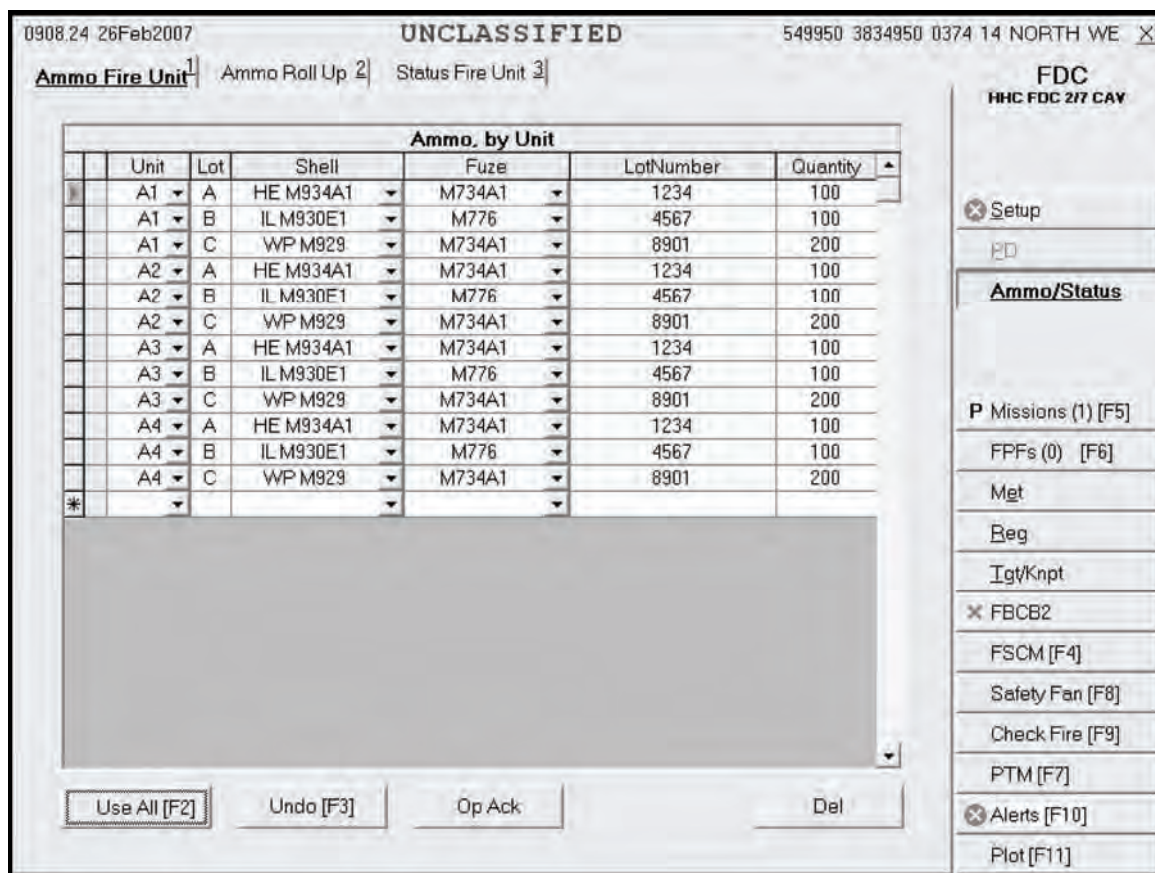 0908.24 26Feb2007 UNCLASSIFIED 549950 3834950 0374 14 NORTH WE X
Ammo Fire Unit 1 Ammo Roll Up 2 Status Fire Unit 3
FDC
HHC FDC 2/7 CAV
Ammo, by Unit
Unit Lot Shell Fuze LotNumber Quantity
A1 A HE M934A1 M734A1 1234 100
A1 B IL M930E1 M776 4567 100
A1 C WP M929 M734A1 8901 200
A2 A HE M934A1 M734A1 1234 100
A2 B IL M930E1 M776 4567 100
A2 C WP M929 M734A1 8901 200
A3 A HE M934A1 M734A1 1234 100
A3 B IL M930E1 M776 4567 100
A3 C WP M929 M734A1 8901 200
A4 A HE M934A1 M734A1 1234 100
A4 B IL M930E1 M776 4567 100
A4 C WP M929 M734A1 8901 200
*
Use All [F2] Undo [F3] Op Ack Del
Setup
Ammo/Status
P Missions (1) [F5]
FPFs (0) [F6]
Met
Reg
Tgt/Knpt
FBCB2
FSCM [F4]
Safety Fan [F8]
Check Fire [F9]
PTM [F7]
Alerts [F10]
Plot [F11]